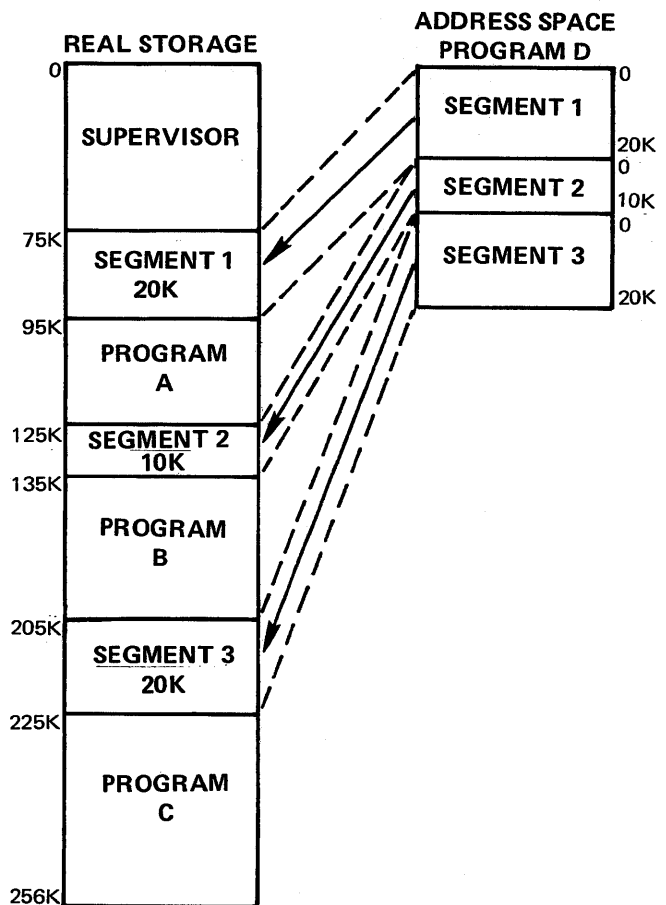 REAL STORAGE
0
SUPERVISOR
75K
SEGMENT 1
20K
95K
PROGRAM
A
125K
SEGMENT 2
10K
135K
PROGRAM
B
205K
SEGMENT 3
20K
225K
PROGRAM
C
256K
ADDRESS SPACE
PROGRAM D
0
SEGMENT 1
20K
0
SEGMENT 2
10K
0
SEGMENT 3
20K